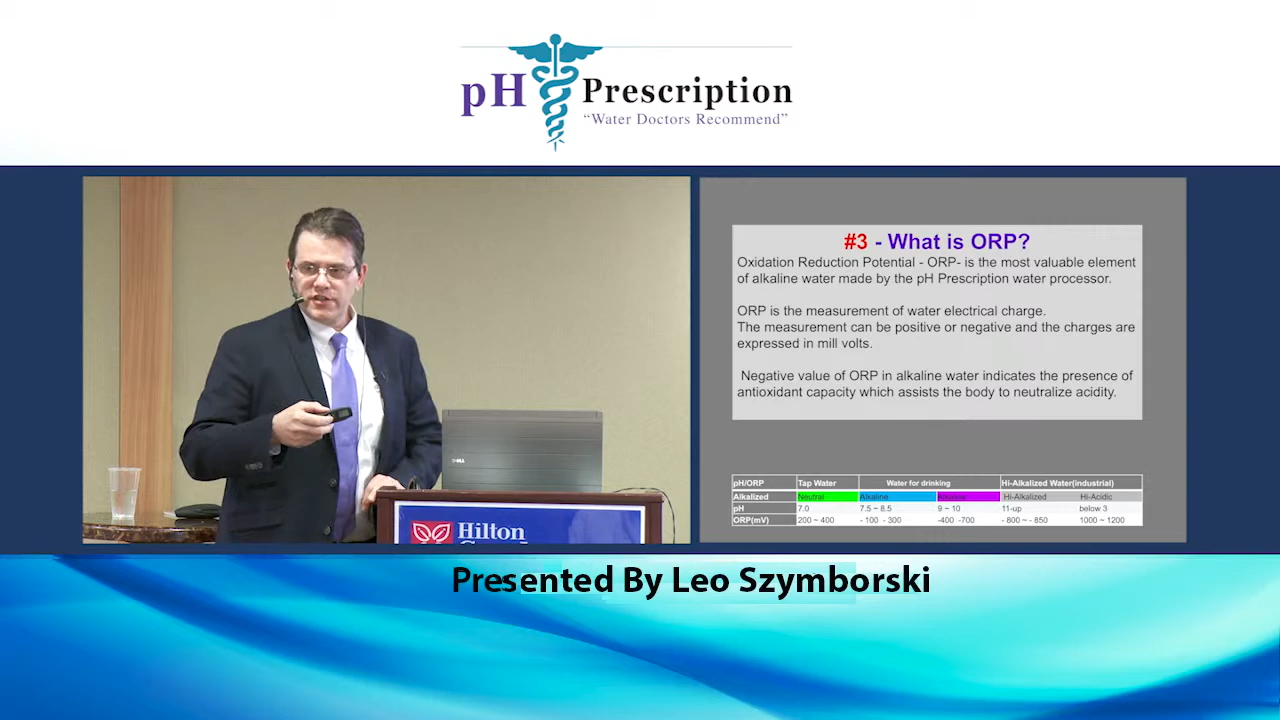 pH Prescription
"Water Doctors Recommend"
#3 - What is ORP?
Oxidation Reduction Potential - ORP- is the most valuable element
of alkaline water made by the pH Prescription water processor.
ORP is the measurement of water electrical charge.
The measurement can be positive or negative and the charges are
expressed in mill volts.
Negative value of ORP in alkaline water indicates the presence of
antioxidant capacity which assists the body to neutralize acidity.
pH/ORP Tap Water Water for drinking Hi-Alkalized Water(industrial)
Alkalized Neutral Alkaline Alkaline Hi-Alkalized Hi-Acidic
pH 7.0 7.5 ~ 8.5 9 ~ 10 11-up below 3
ORP(mV) 200 ~ 400 - 100 - 300 -400 -700 - 800 ~ - 850 1000 ~ 1200
DELL
Hilton
Presented By Leo Szymborski